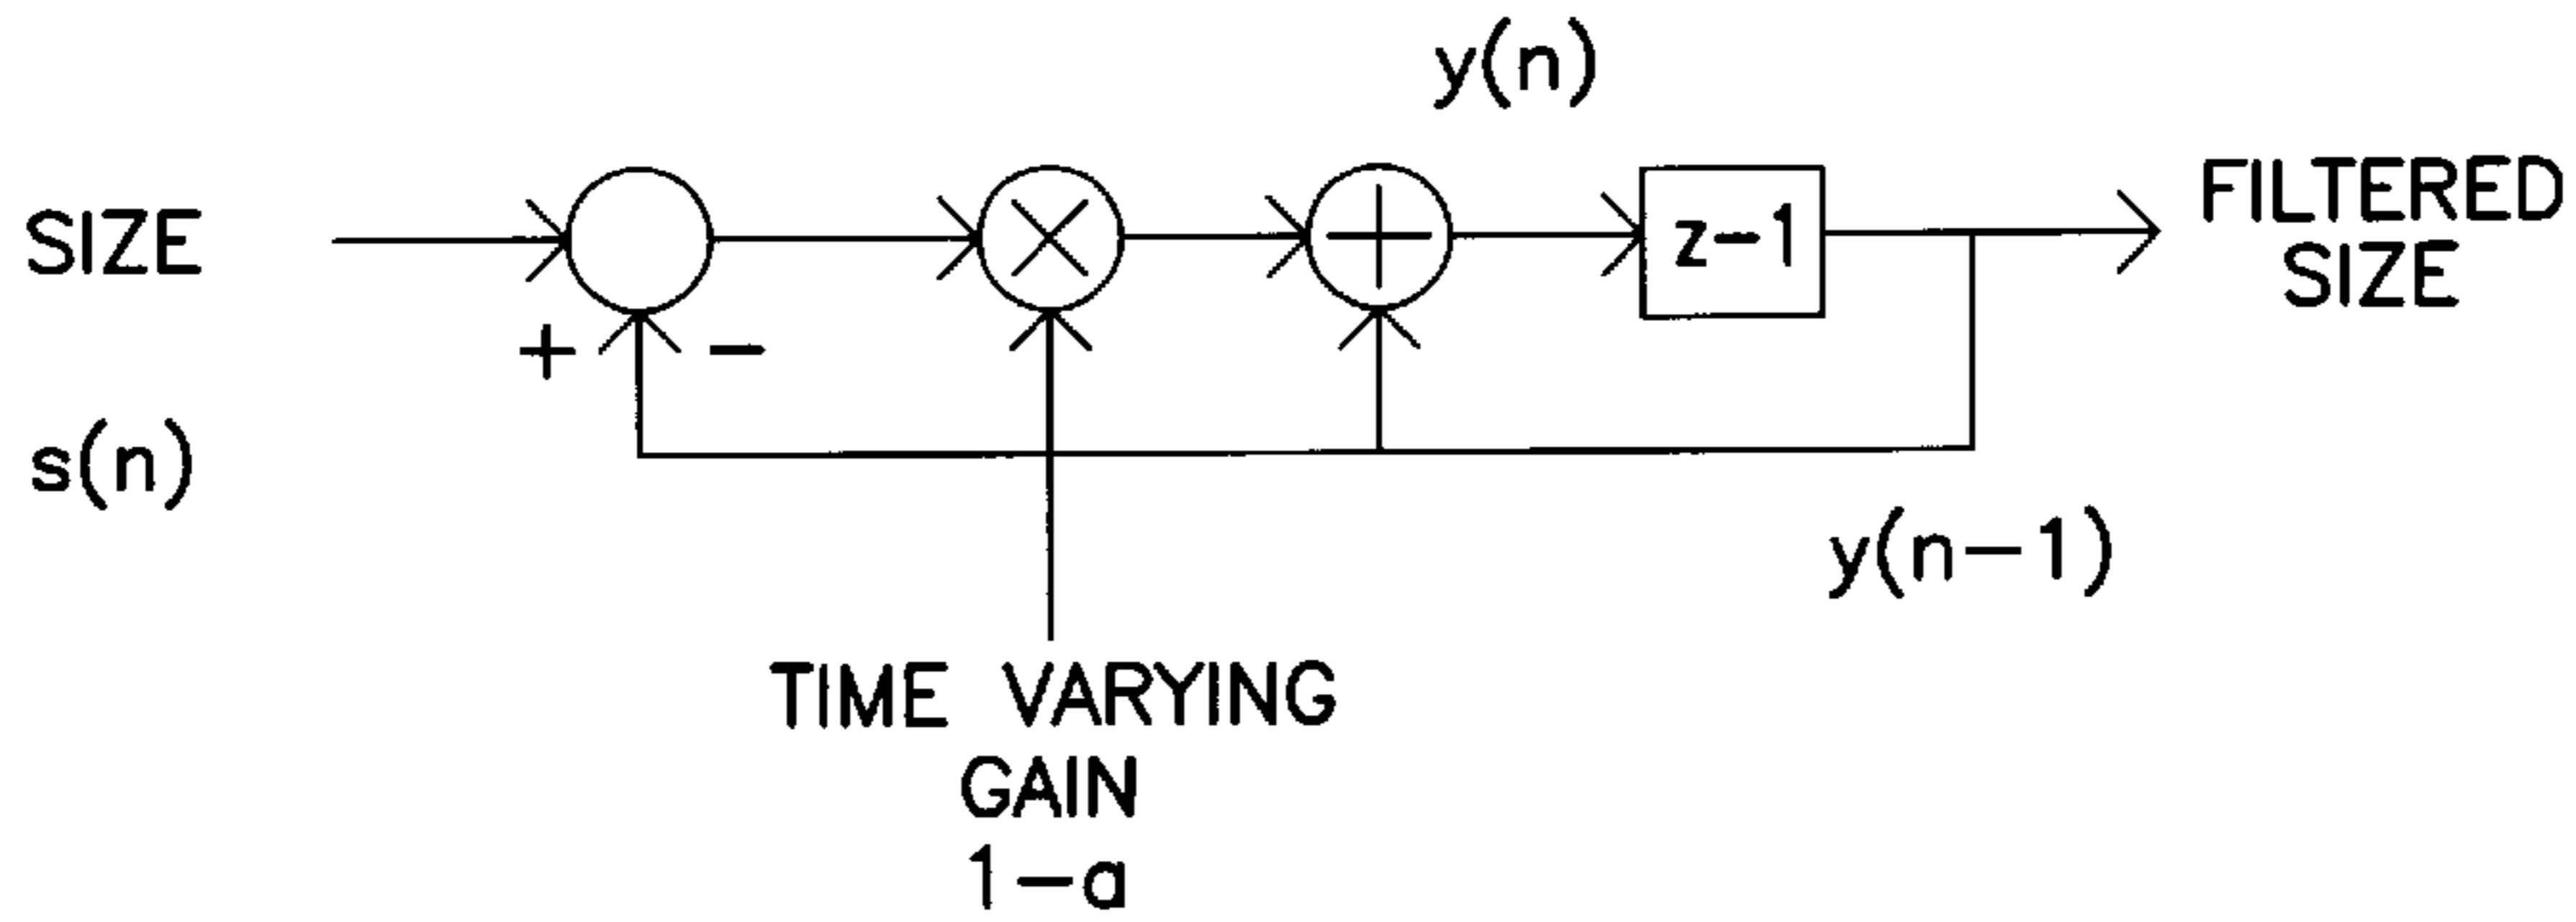 y(n)
SIZE
z-1
FILTERED
SIZE
+ -
s(n)
y(n-1)
TIME VARYING
GAIN
1-a